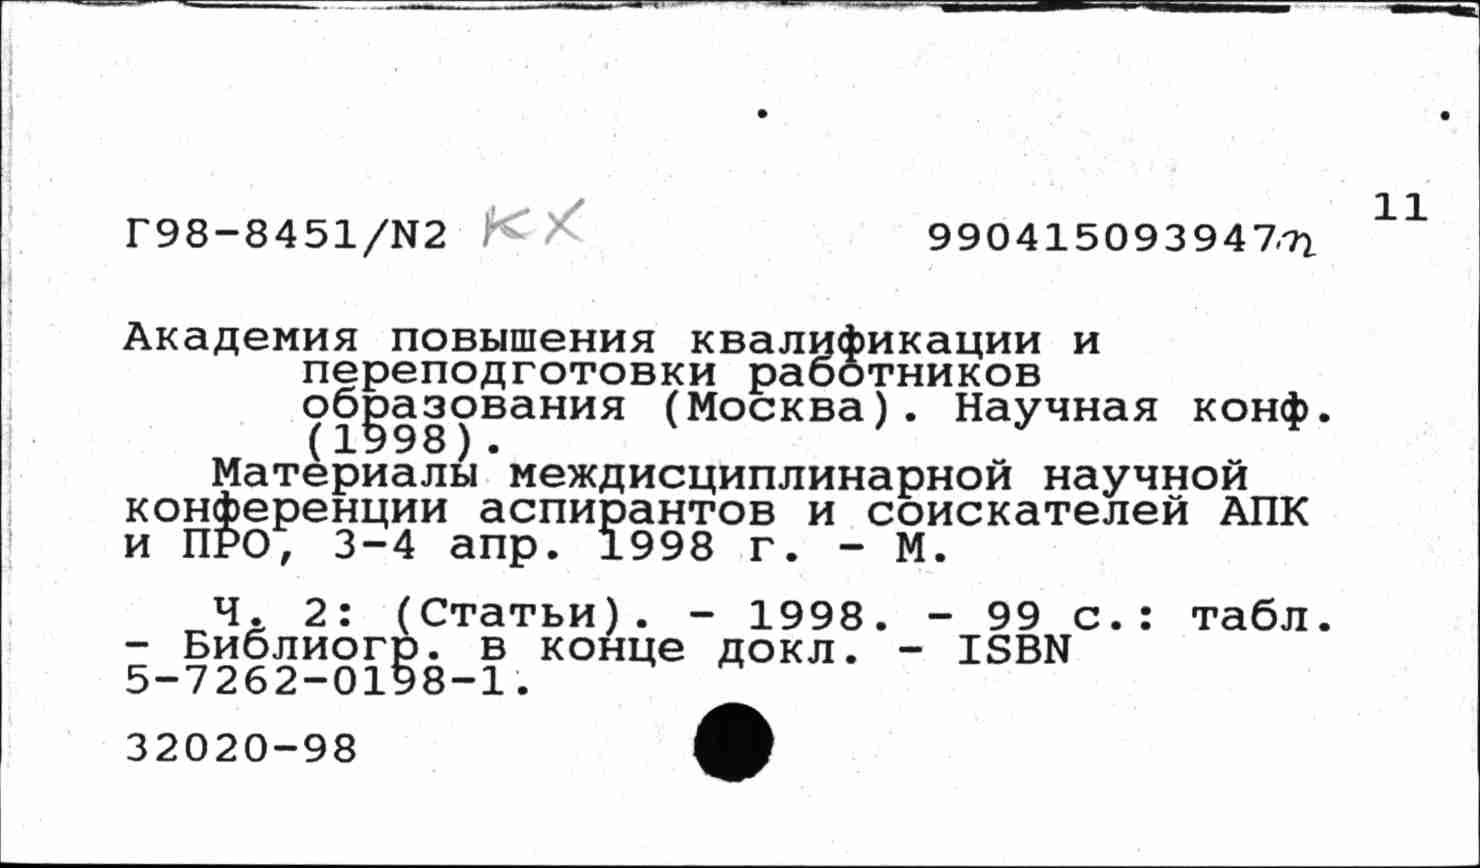 11
Г98-8451/N2 КХ 990415093947
Академия повышения квалификации и
переподготовки работников
образования (Москва). Научная конф.
(1998).
Материалы междисциплинарной научной
конференции аспирантов и соискателей АПК
и ПРО, 3-4 апр. 1998 г. - М.
Ч. 2: (Статьи). - 1998. - 99 с.: табл.
- Библиогр. в конце докл. - ISBN
5-7262-0198-1.
32020-98